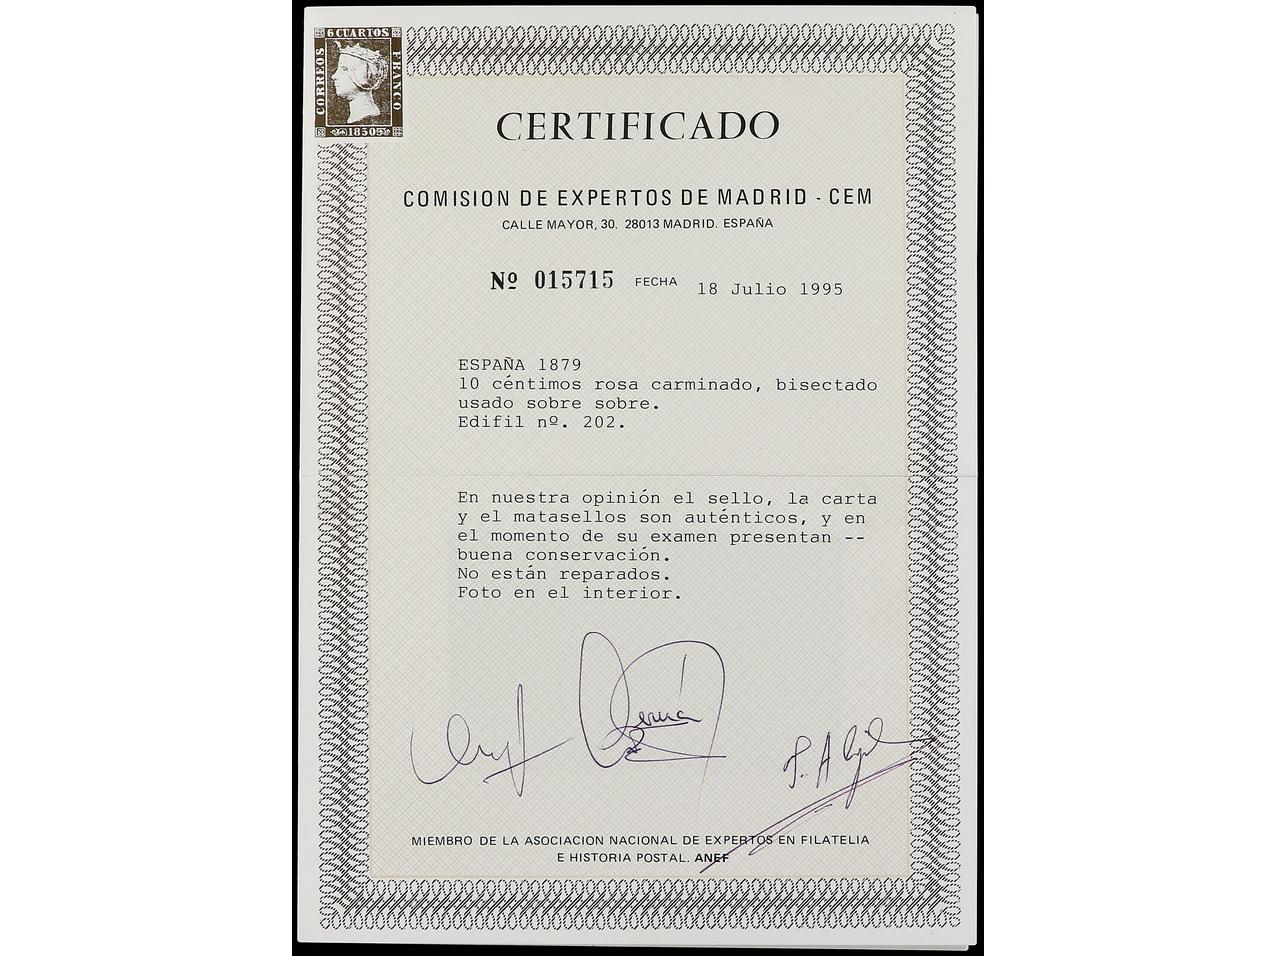 6 CUARTOS
CORREOS
FRANCO
1850
CERTIFICADO
COMISION DE EXPERTOS DE MADRID - CEM
CALLE MAYOR, 30. 28013 MADRID. ESPAÑA
Nº 015715 FECHA 18 Julio 1995
ESPAÑA 1879
10 céntimos rosa carminado, bisectado
usado sobre sobre.
Edifil nº. 202.
En nuestra opinión el sello, la carta
y el matasellos son auténticos, y en
el momento de su examen presentan --
buena conservación.
No están reparados.
Foto en el interior.
MIEMBRO DE LA ASOCIACION NACIONAL DE EXPERTOS EN FILATELIA
E HISTORIA POSTAL. ANEF